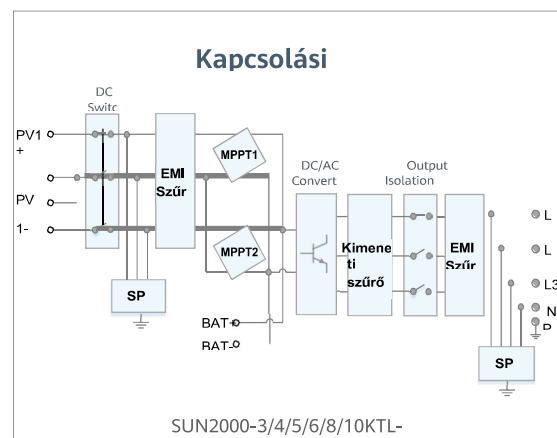 Kapcsolási
DC
Switc
PV1
+
PV
1-
EMI
Szűr
MPPT1
MPPT2
DC/AC
Convert
Kimene
ti
szűrő
Output
Isolation
EMI
Szűr
SP
BAT+
BAT-
L
L
L3
N
P
SP
SUN2000-3/4/5/6/8/10KTL-